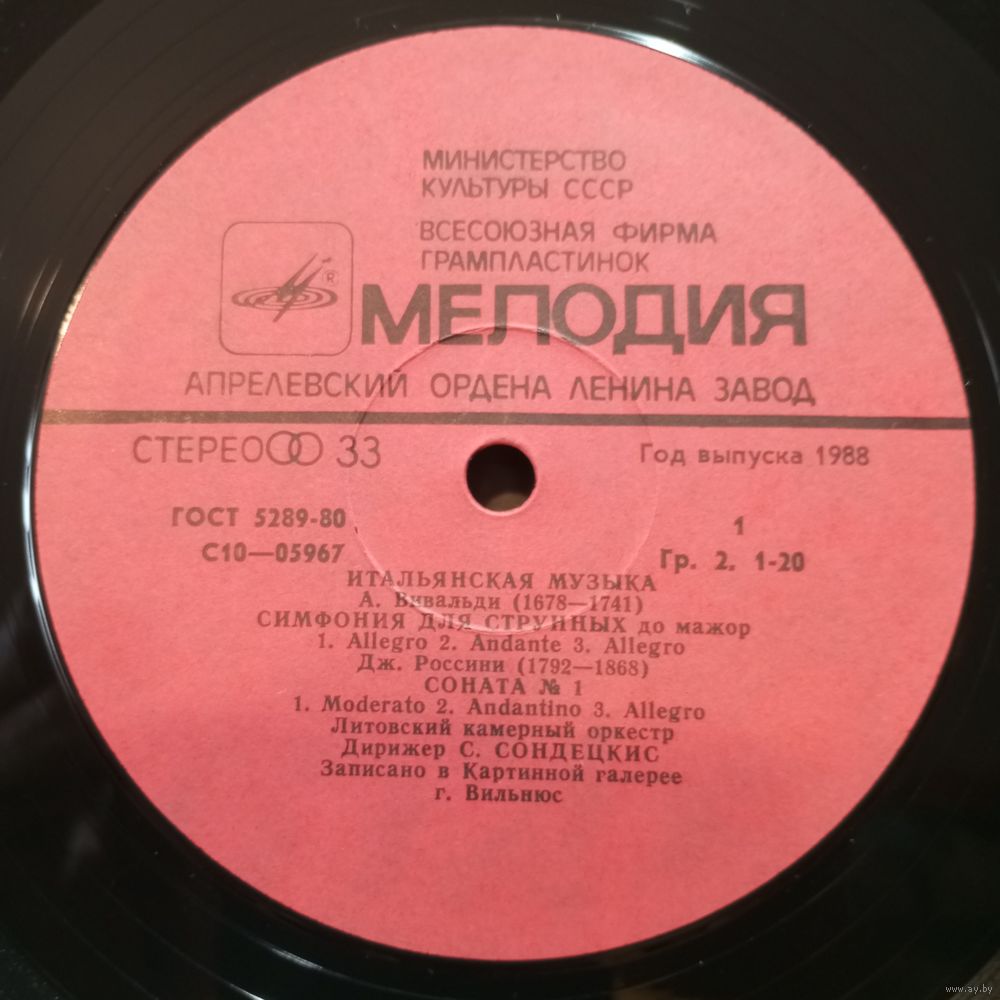 МИНИСТЕРСТВО
КУЛЬТУРЫ СССР
ВСЕСОЮЗНАЯ ФИРМА
ГРАМПЛАСТИНОК
®
МЕЛОДИЯ
АПРЕЛЕВСКИЙ ОРДЕНА ЛЕНИНА ЗАВОД
СТЕРЕО 33
Год выпуска 1988
ГОСТ 5289-80
1
С10—05967
Гр. 2. 1-20
ИТАЛЬЯНСКАЯ МУЗЫКА
А. Вивальди (1678—1741)
СИМФОНИЯ ДЛЯ СТРУННЫХ до мажор
1. Allegro 2. Andante 3. Allegro
Дж. Россини (1792—1868)
СОНАТА № 1
1. Moderato 2. Andantino 3. Allegro
Литовский камерный оркестр
Дирижер С. СОНДЕЦКИС
Записано в Картинной галерее
г. Вильнюс
www.ay.by